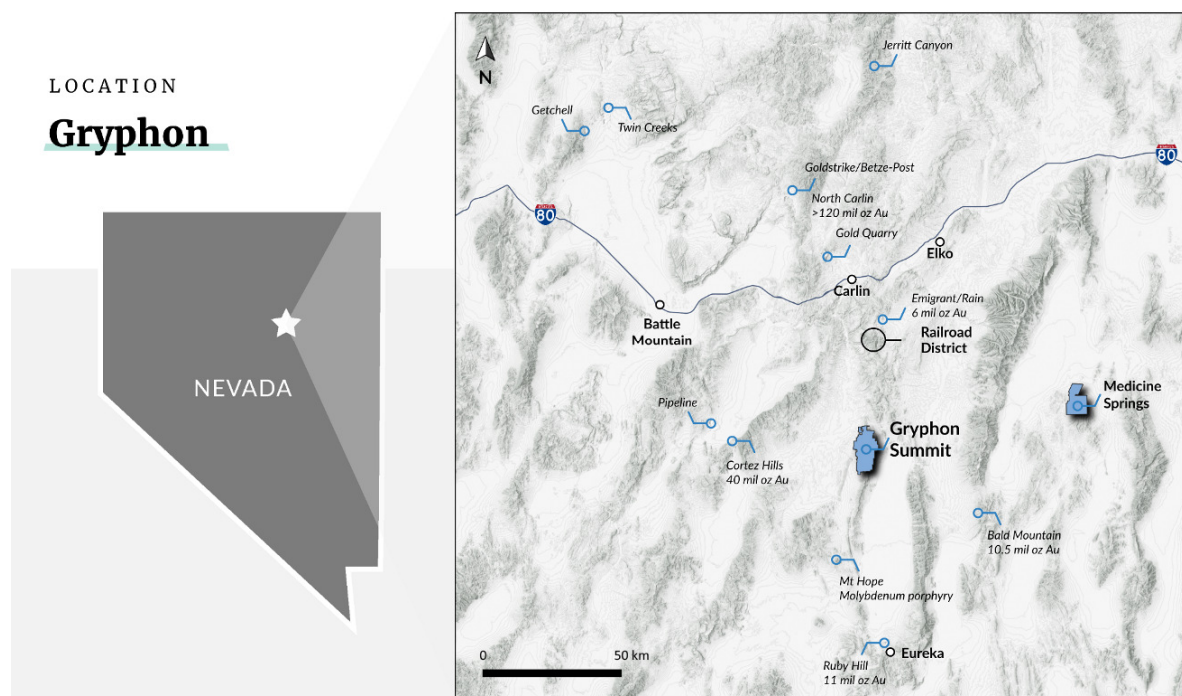 LOCATION
Gryphon
NEVADA
N
Jerritt Canyon
Getchell
Twin Creeks
80
Goldstrike/Betze-Post
North Carlin
>120 mil oz Au
80
Gold Quarry
Elko
Carlin
Emigrant/Rain
6 mil oz Au
Battle
Mountain
Railroad
District
Medicine
Springs
Pipeline
Gryphon
Summit
Cortez Hills
40 mil oz Au
Bald Mountain
10.5 mil oz Au
Mt Hope
Molybdenum porphyry
Eureka
Ruby Hill
11 mil oz Au
0
50 km